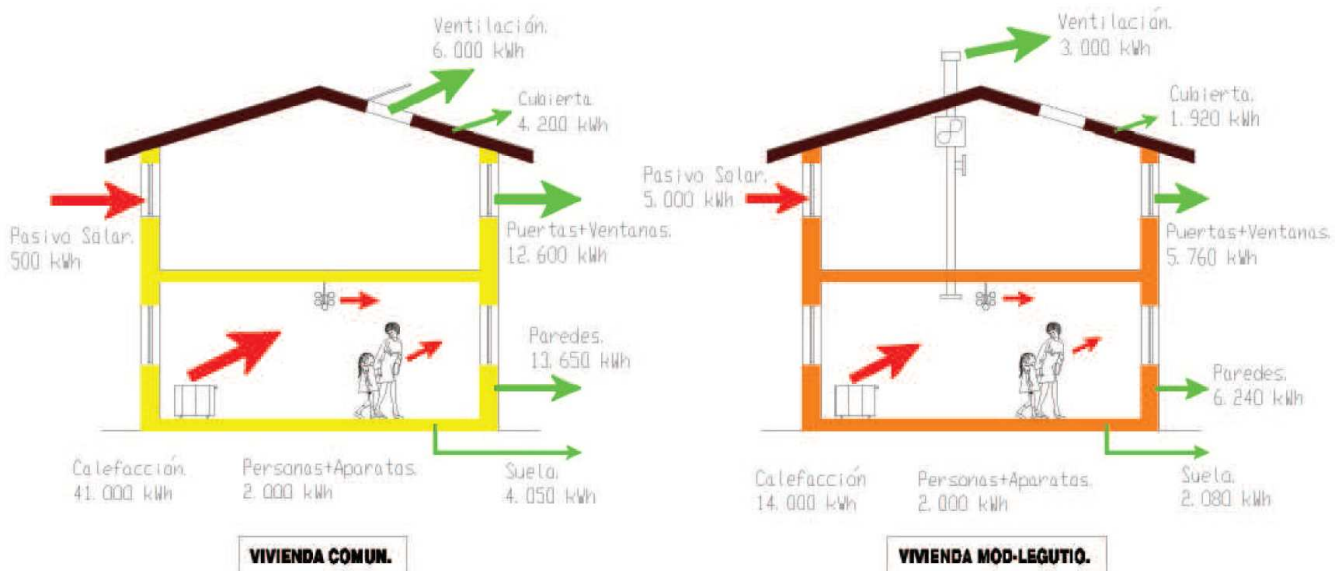 Ventilación.
6.000 kWh
Cubierta
4.200 kWh
Pasivo Solar.
500 kWh
Puertas+Ventanas.
12.600 kWh
Paredes.
13.650 kWh
Calefacción.
41.000 kWh
Personas+Aparatos.
2.000 kWh
Suelo.
4.050 kWh
VIVIENDA COMUN.
Ventilación.
3.000 kWh
Cubierta.
1.920 kWh
Pasivo Solar.
5.000 kWh
Puertas+Ventanas.
5.760 kWh
Paredes.
6.240 kWh
Calefacción
14.000 kWh
Personas+Aparatos.
2.000 kWh
Suelo.
2.080 kWh
VIVIENDA MOD-LEGUTIO.